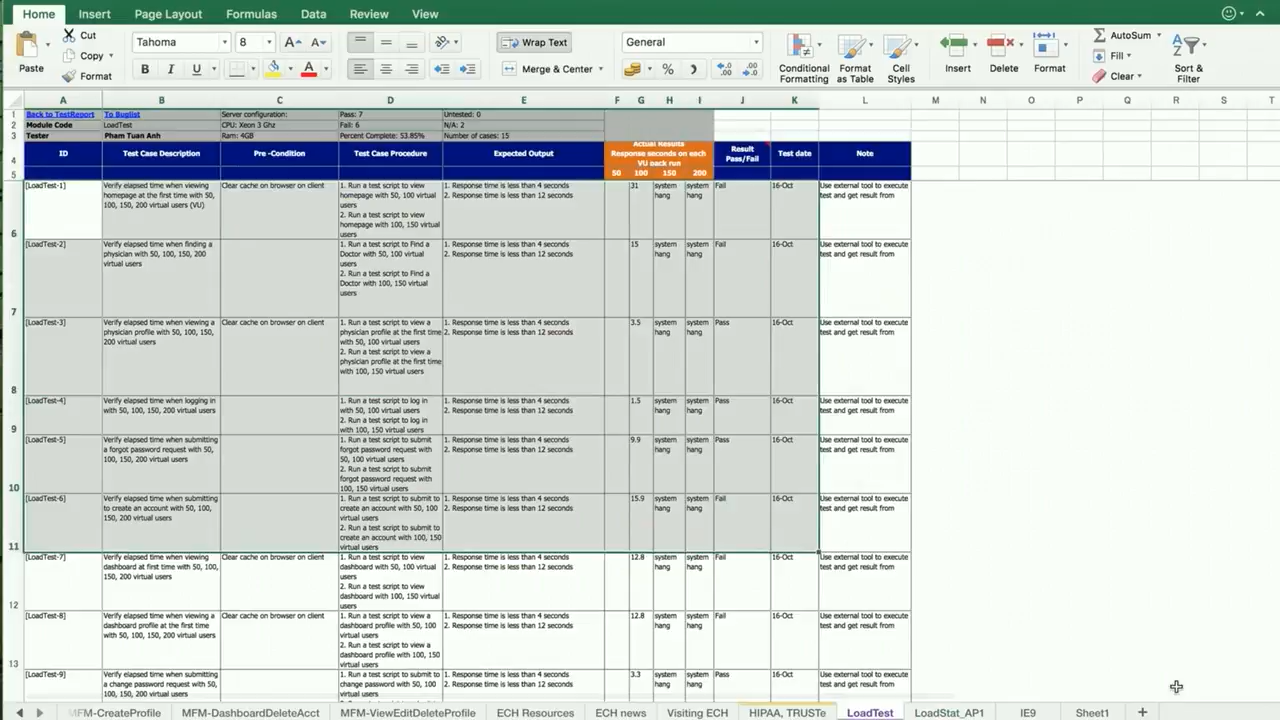 Home Insert Page Layout Formulas Data Review View
Paste Cut Copy Format
Tahoma 8 Wrap Text General AutoSum
B I U Merge & Center % Conditional Formatting Format as Table Cell Styles Insert Delete Format Fill Clear Sort & Filter
A B C D E F G H I J K L M N O P Q R S T
1 Back to TestReport To Buglist Server configuration: Pass: 7 Untested: 0
2 Module Code LoadTest CPU: Xeon 3 Ghz Fail: 6 N/A: 2
3 Tester Pham Tuan Anh Ram: 4GB Percent Complete: 53.85% Number of cases: 15
4 ID Test Case Description Pre -Condition Test Case Procedure Expected Output Actual Results Response seconds on each VU pack run Result Pass/Fail Test date Note
5 50 100 150 200
[LoadTest-1] Verify elapsed time when viewing Clear cache on browser on client 1. Run a test script to view 1. Response time is less than 4 seconds 31 system system Fail 16-Oct Use external tool to execute
homepage at the first time with 50, homepage with 50, 100 virtual 2. Response time is less than 12 seconds hang hang test and get result from
100, 150, 200 virtual users (VU) users
2. Run a test script to view
homepage with 100, 150 virtual
6 users
[LoadTest-2] Verify elapsed time when finding a 1. Run a test script to Find a 1. Response time is less than 4 seconds 15 system system Fail 16-Oct Use external tool to execute
physician with 50, 100, 150, 200 Doctor with 50, 100 virtual 2. Response time is less than 12 seconds hang hang test and get result from
virtual users users
2. Run a test script to Find a
Doctor with 100, 150 virtual
users
7
[LoadTest-3] Verify elapsed time when viewing a Clear cache on browser on client 1. Run a test script to view a 1. Response time is less than 4 seconds 3.5 system system Pass 16-Oct Use external tool to execute
physician profile with 50, 100, 150, physician profile at the first time 2. Response time is less than 12 seconds hang hang test and get result from
200 virtual users with 50, 100 virtual users
2. Run a test script to view a
physician profile at the first time
with 100, 150 virtual users
8
[LoadTest-4] Verify elapsed time when logging in 1. Run a test script to log in 1. Response time is less than 4 seconds 1.5 system system Pass 16-Oct Use external tool to execute
with 50, 100, 150, 200 virtual users with 50, 100 virtual users 2. Response time is less than 12 seconds hang hang test and get result from
2. Run a test script to log in
9 with 100, 150 virtual users
[LoadTest-5] Verify elapsed time when submitting 1. Run a test script to submit 1. Response time is less than 4 seconds 9.9 system system Pass 16-Oct Use external tool to execute
a forgot password request with 50, forgot password request with 2. Response time is less than 12 seconds hang hang test and get result from
100, 150, 200 virtual users 50, 100 virtual users
2. Run a test script to submit
forgot password request with
10 100, 150 virtual users
[LoadTest-6] Verify elapsed time when submitting 1. Run a test script to submit to 1. Response time is less than 4 seconds 15.9 system system Fail 16-Oct Use external tool to execute
to create an account with 50, 100, create an account with 50, 100 2. Response time is less than 12 seconds hang hang test and get result from
150, 200 virtual users virtual users
2. Run a test script to submit to
create an account with 100, 150
11 virtual users
[LoadTest-7] Verify elapsed time when viewing Clear cache on browser on client 1. Run a test script to view 1. Response time is less than 4 seconds 12.8 system system Fail 16-Oct Use external tool to execute
dashboard at first time with 50, 100, dashboard with 50, 100 virtual 2. Response time is less than 12 seconds hang hang test and get result from
150, 200 virtual users users
2. Run a test script to view
dashboard with 100, 150 virtual
12 users
[LoadTest-8] Verify elapsed time when viewing a Clear cache on browser on client 1. Run a test script to view a 1. Response time is less than 4 seconds 12.8 system system Fail 16-Oct Use external tool to execute
dashboard profile at the first time dashboard profile with 50, 100 2. Response time is less than 12 seconds hang hang test and get result from
with 50, 100, 150, 200 virtual users virtual users
2. Run a test script to view a
dashboard profile with 100, 150
13 virtual users
[LoadTest-9] Verify elapsed time when submitting 1. Run a test script to submit to 1. Response time is less than 4 seconds 3.3 system system Pass 16-Oct Use external tool to execute
a change password request with 50, change password with 50, 100 2. Response time is less than 12 seconds hang hang test and get result from
100, 150, 200 virtual users virtual users
MFM-CreateProfile MFM-DashboardDeleteAcct MFM-ViewEditDeleteProfile ECH Resources ECH news Visiting ECH HIPAA, TRUSTe LoadTest LoadStat_AP1 IE9 Sheet1 +